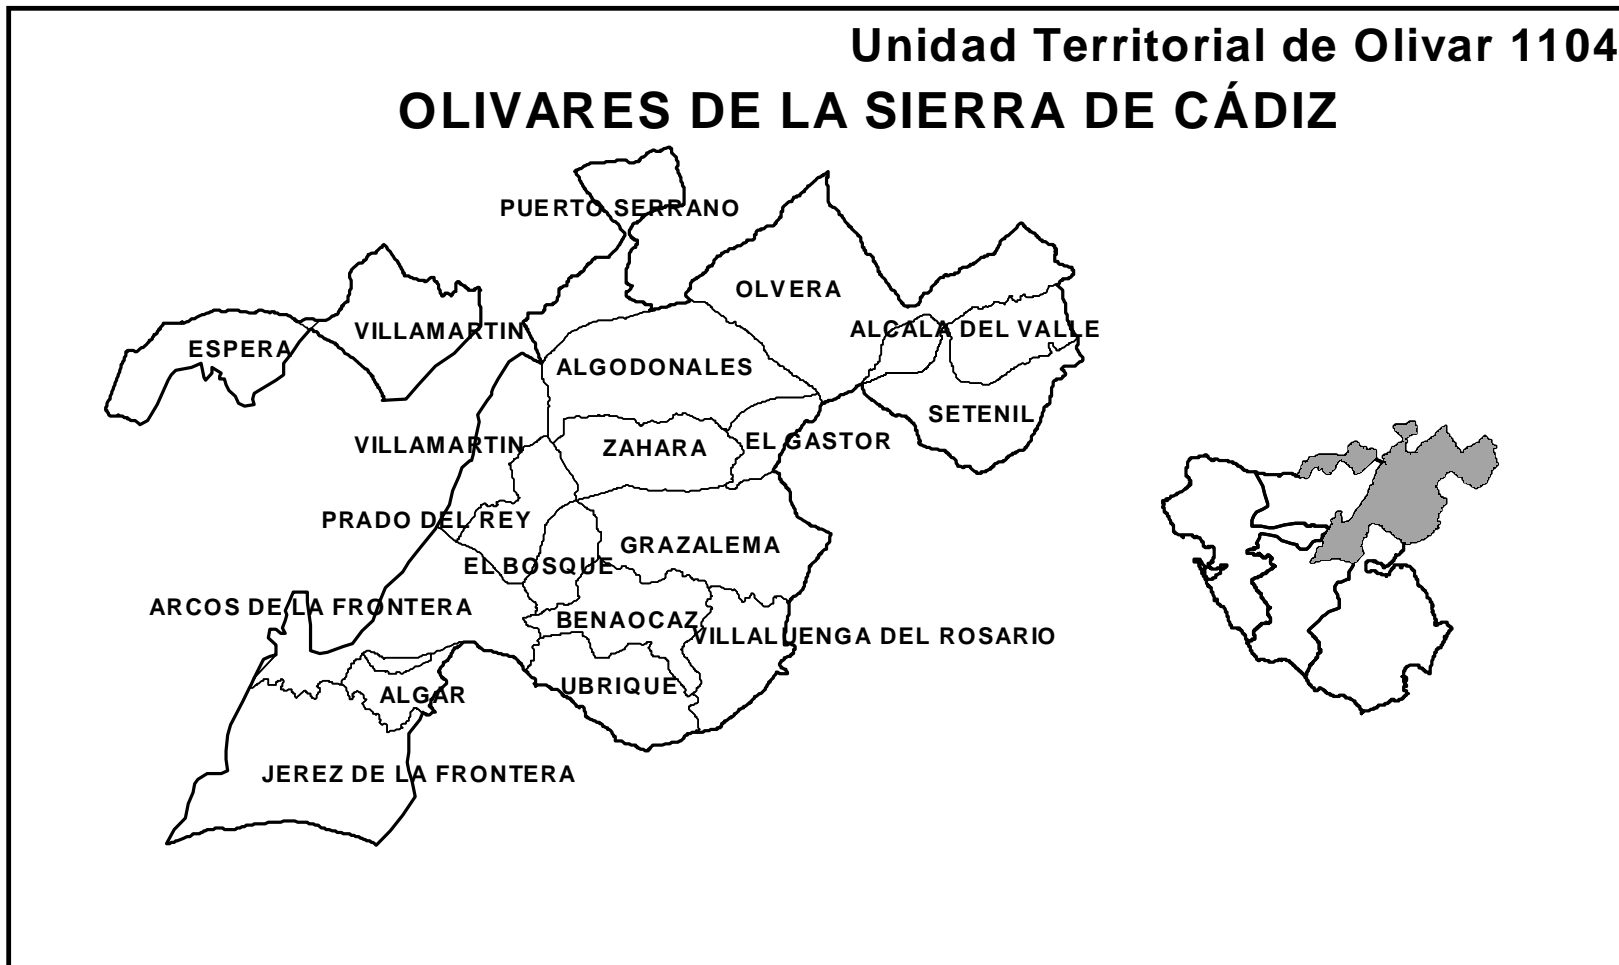 Unidad Territorial de Olivar 1104
OLIVARES DE LA SIERRA DE CÁDIZ
PUERTO SERRANO
OLVERA
ALCALA DEL VALLE
VILLAMARTIN
ESPERA
ALGODONALES
SETENIL
EL GASTOR
VILLAMARTIN
ZAHARA
PRADO DEL REY
GRAZALEMA
EL BOSQUE
ARCOS DE LA FRONTERA
BENAOCAZ
VILLALUENGA DEL ROSARIO
UBRIQUE
ALGAR
JEREZ DE LA FRONTERA